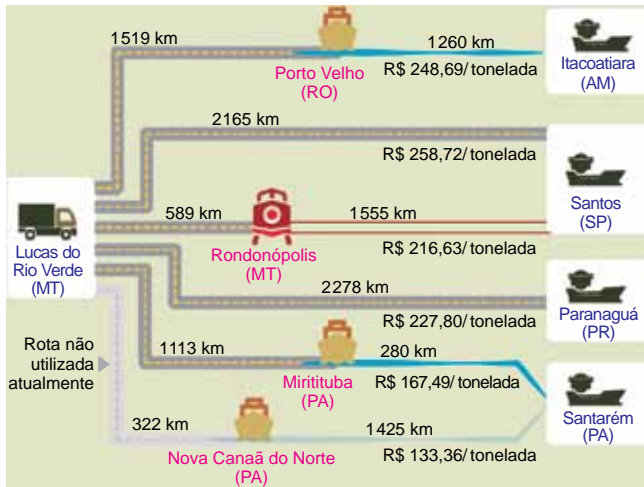 1519 km
1260 km
Porto Velho
(RO)
R$ 248,69/ tonelada
Itacoatiara
(AM)
2165 km
R$ 258,72/ tonelada
589 km
1555 km
Santos
(SP)
Lucas do
Rio Verde
(MT)
Rondonópolis
(MT)
R$ 216,63/ tonelada
2278 km
R$ 227,80/ tonelada
Paranaguá
(PR)
Rota não
utilizada
atualmente
1113 km
280 km
Miritituba
(PA)
R$ 167,49/ tonelada
322 km
1425 km
Santarém
(PA)
Nova Canaã do Norte
(PA)
R$ 133,36/ tonelada